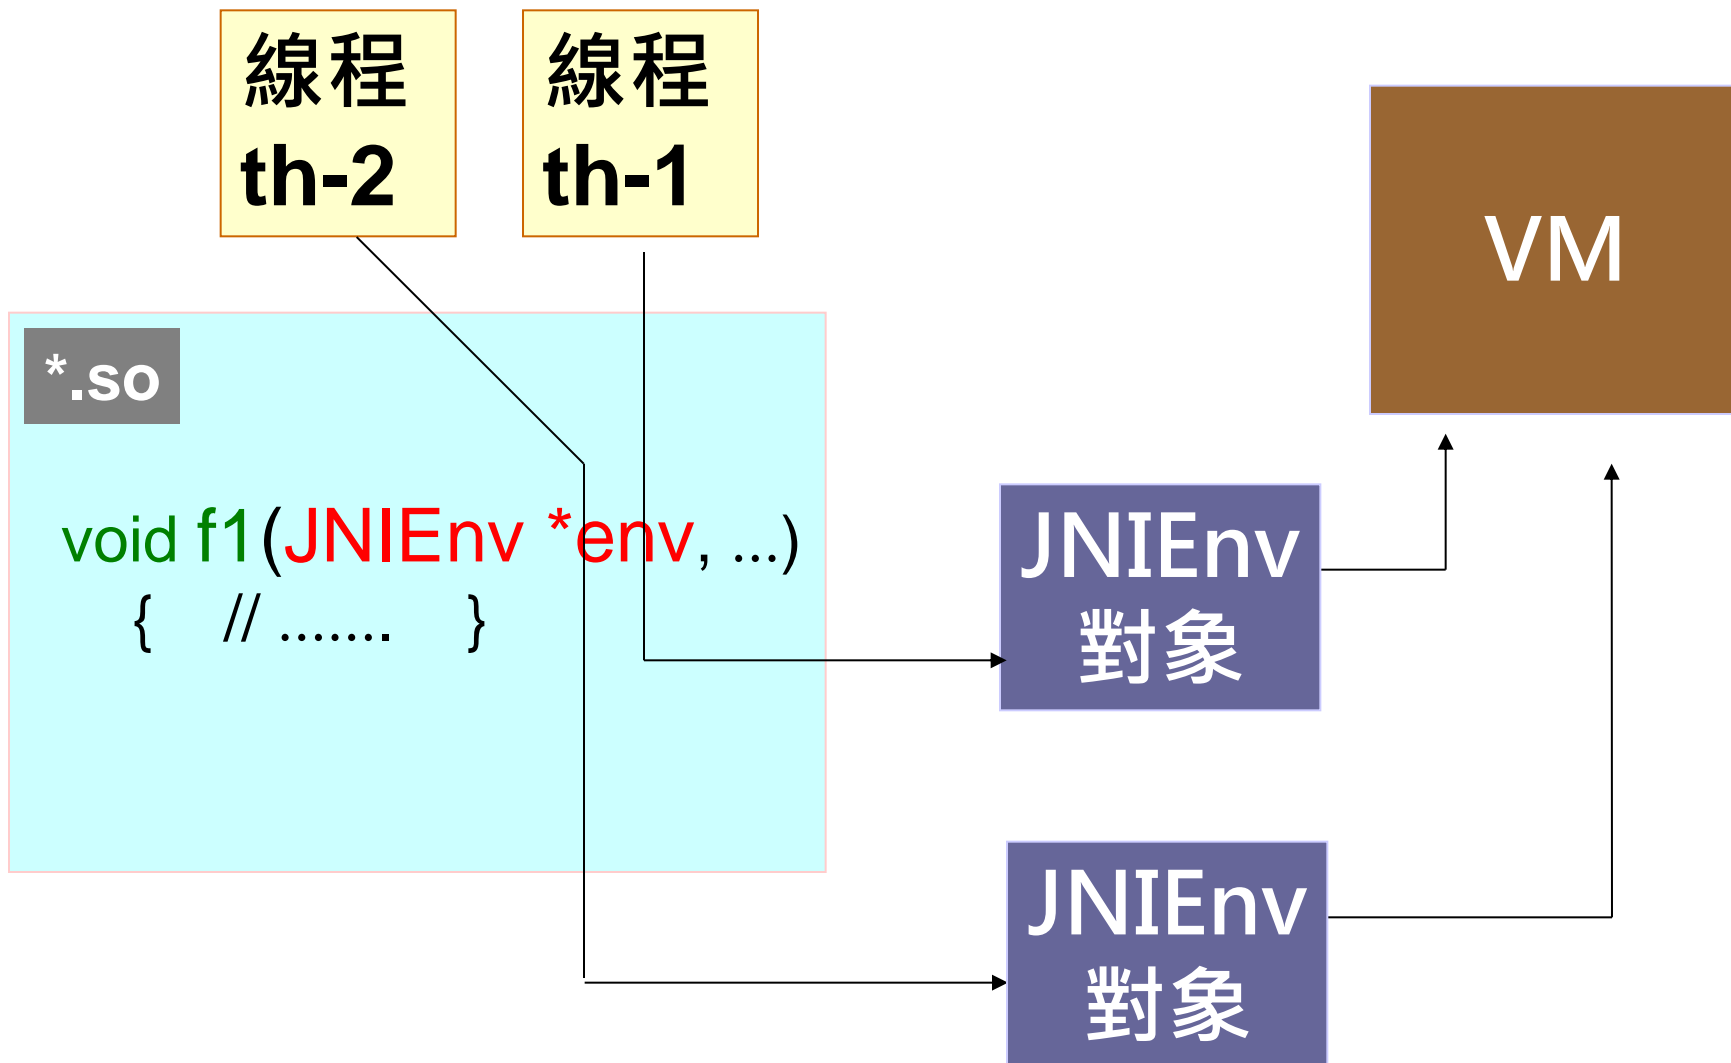 線程
th-2
線程
th-1
VM
*.so
void f1(JNIEnv *env, ...)
{ // ....... }
JNIEnv
對象
JNIEnv
對象